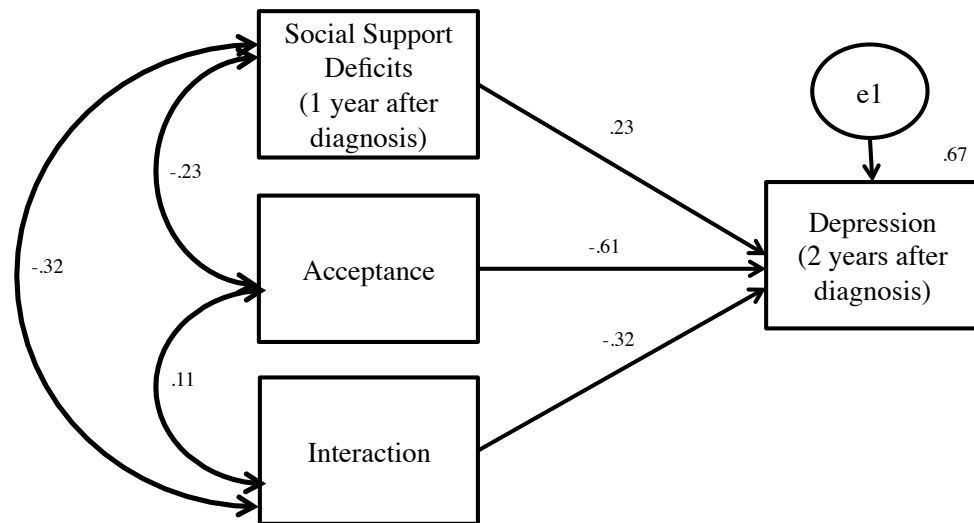 Social Support
Deficits
(1 year after
diagnosis)
e1
.23
.67
-.23
Depression
(2 years after
diagnosis)
-.61
Acceptance
-.32
-.32
.11
Interaction